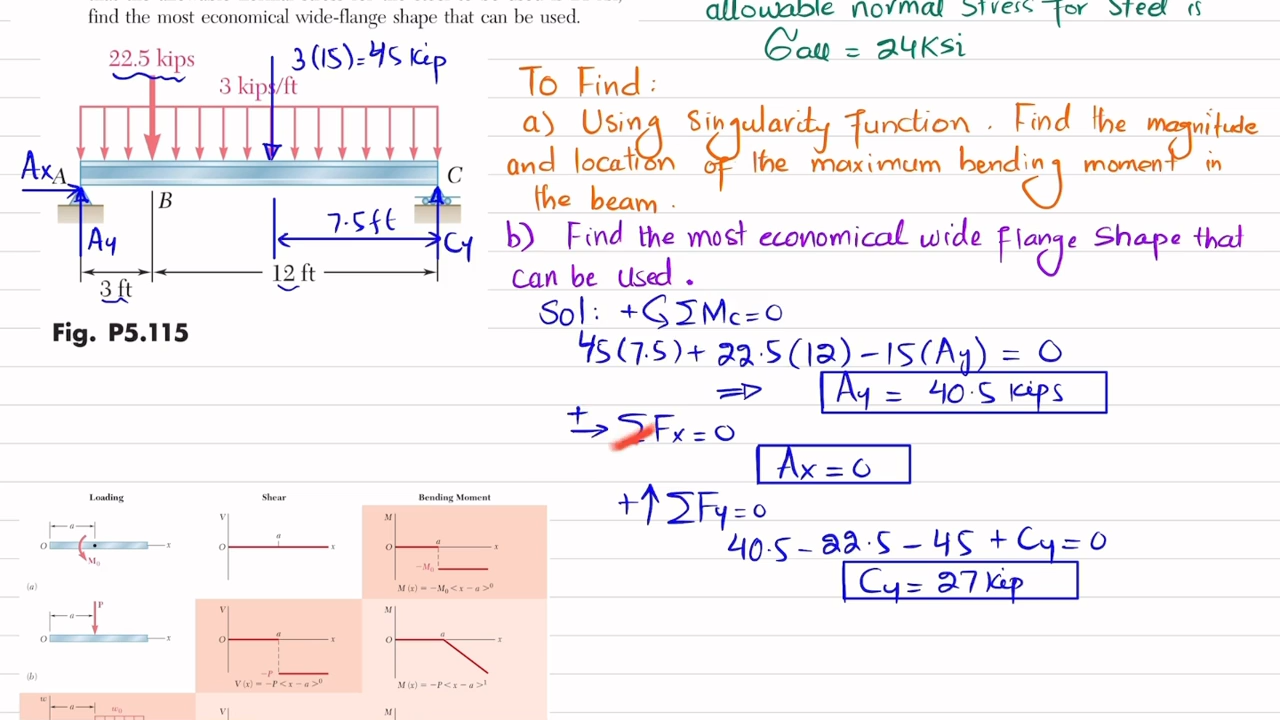 find the most economical wide-flange shape that can be used.
allowable normal stress for steel is
σall = 24Ksi
22.5 kips
3(15)=45 Kip
3 kips/ft
Ax
A
B
C
Ay
7.5ft
Cy
3 ft
12 ft
Fig. P5.115
To Find:
a) Using Singularity function. Find the magnitude
and location of the maximum bending moment in
the beam.
b) Find the most economical wide flange shape that
can be used.
Sol: +↺ ΣMc=0
45(7.5)+ 22.5(12) -15(Ay) = 0
⇒ Ay = 40.5 kips
+→ ΣFx=0
Ax=0
+↑ ΣFy=0
40.5 - 22.5 - 45 + Cy = 0
Cy = 27 kip
Loading Shear Bending Moment
a
O
x
M₀
(a)
V
O
a
x
M
O
a
x
-M₀
M (x) = -M₀ < x - a >⁰
P
a
O
x
(b)
V
O
a
x
-P
V (x) = -P < x - a >⁰
M
O
a
x
M (x) = -P < x - a >¹
w
a
w₀
V
M